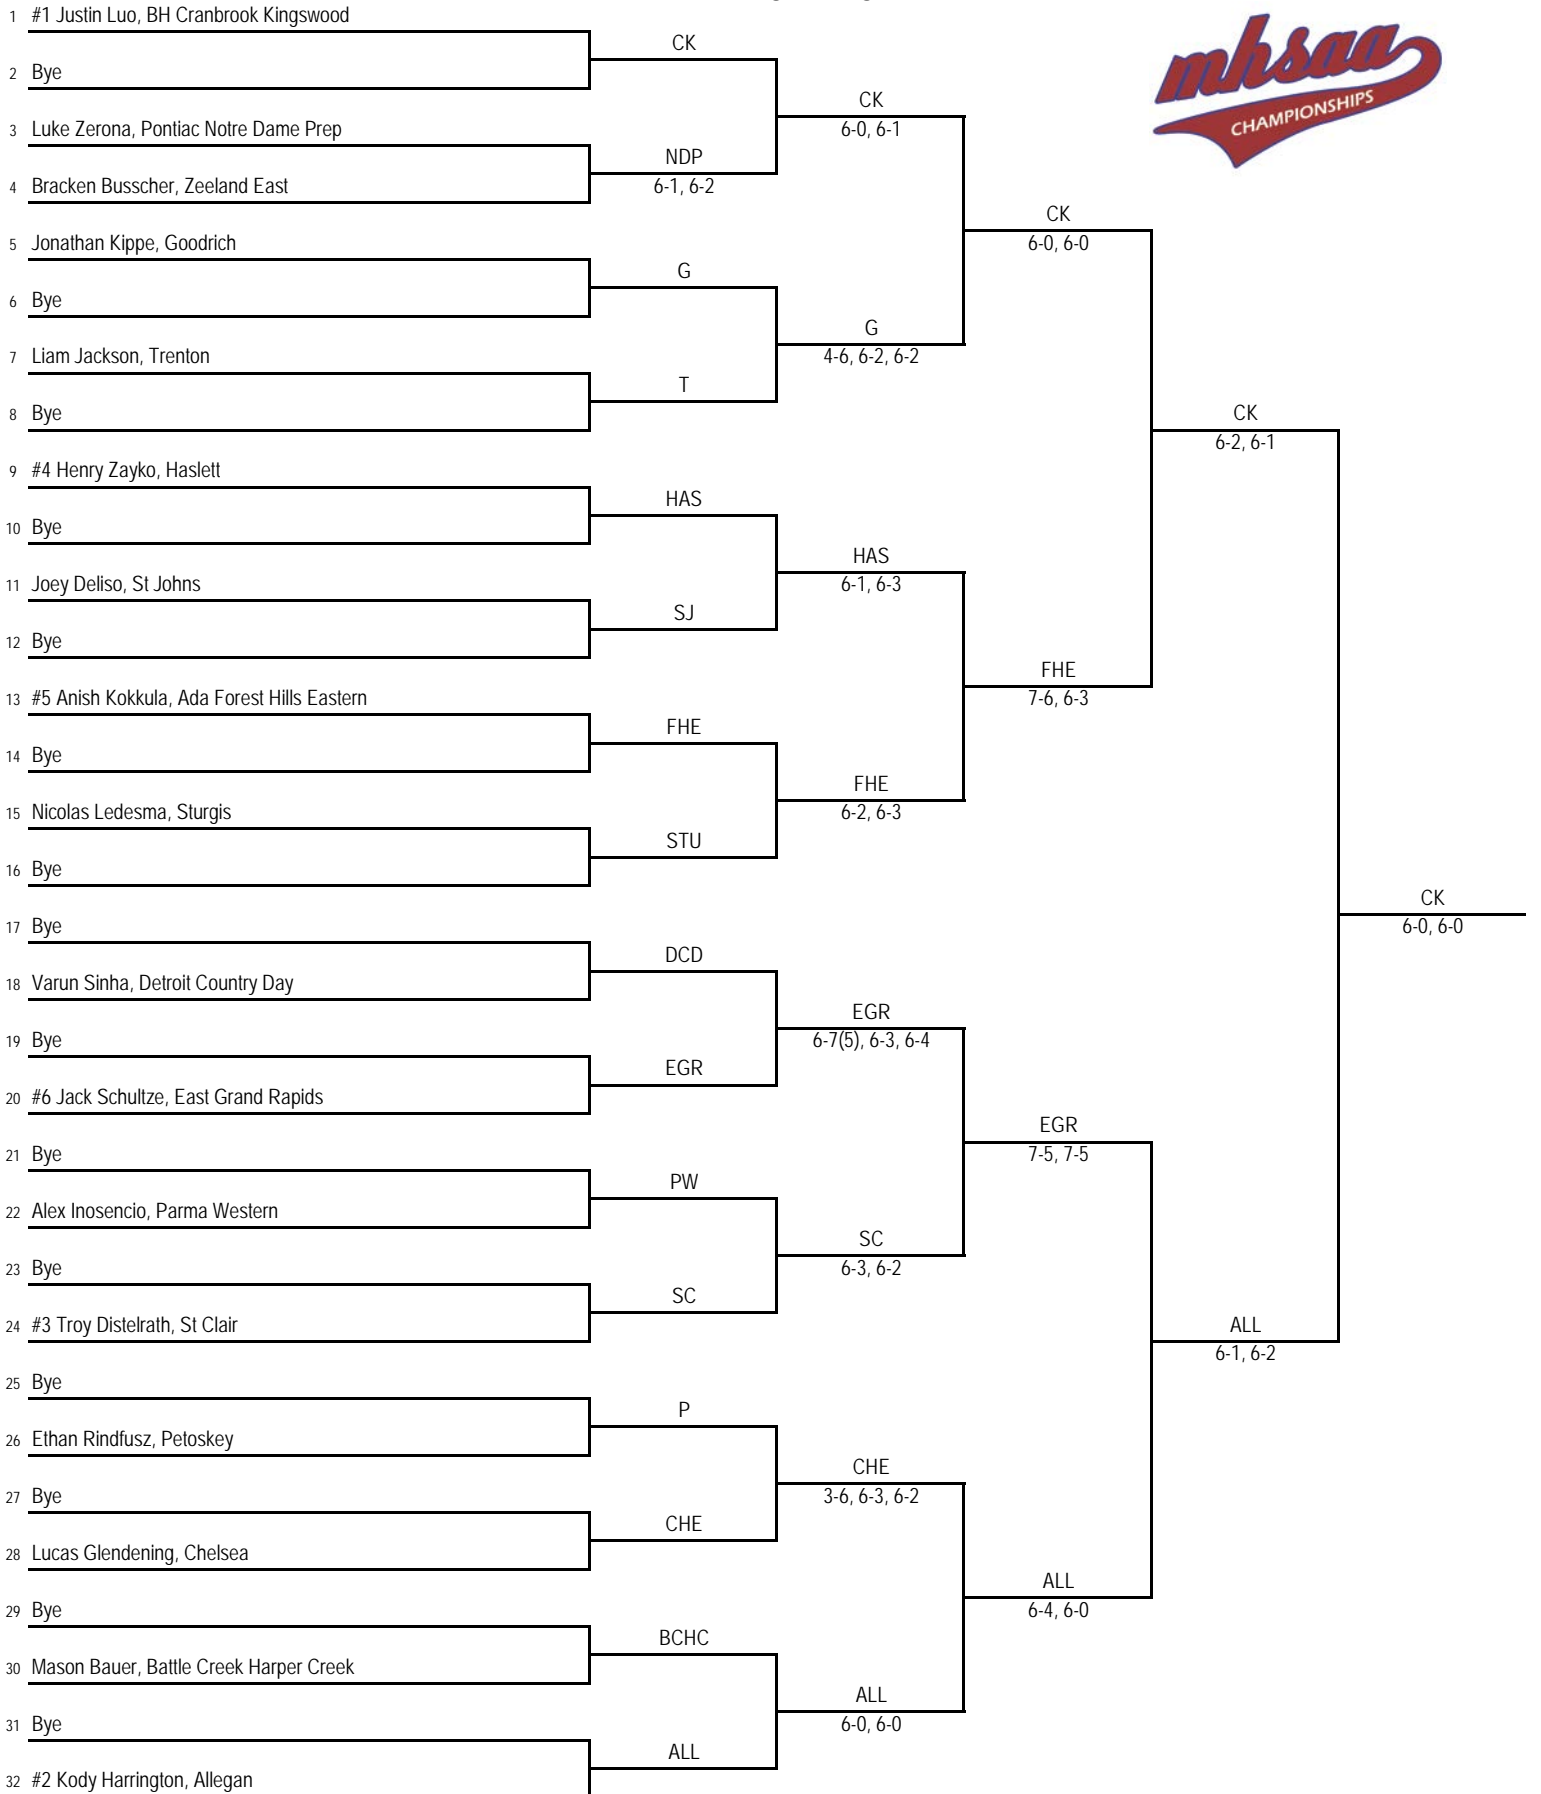 1 #1 Justin Luo, BH Cranbrook Kingswood
CK
2 Bye
CK
6-0, 6-1
3 Luke Zerona, Pontiac Notre Dame Prep
NDP
6-1, 6-2
4 Bracken Busscher, Zeeland East
CK
6-0, 6-0
5 Jonathan Kippe, Goodrich
G
6 Bye
G
4-6, 6-2, 6-2
7 Liam Jackson, Trenton
T
8 Bye
CK
6-2, 6-1
9 #4 Henry Zayko, Haslett
HAS
10 Bye
HAS
6-1, 6-3
11 Joey Deliso, St Johns
SJ
12 Bye
FHE
7-6, 6-3
13 #5 Anish Kokkula, Ada Forest Hills Eastern
FHE
14 Bye
FHE
6-2, 6-3
15 Nicolas Ledesma, Sturgis
STU
16 Bye
CK
6-0, 6-0
17 Bye
DCD
18 Varun Sinha, Detroit Country Day
EGR
6-7(5), 6-3, 6-4
19 Bye
EGR
20 #6 Jack Schultze, East Grand Rapids
EGR
7-5, 7-5
21 Bye
PW
22 Alex Inosencio, Parma Western
SC
6-3, 6-2
23 Bye
SC
24 #3 Troy Distelrath, St Clair
ALL
6-1, 6-2
25 Bye
P
26 Ethan Rindfusz, Petoskey
CHE
3-6, 6-3, 6-2
27 Bye
CHE
28 Lucas Glendening, Chelsea
ALL
6-4, 6-0
29 Bye
BCHC
30 Mason Bauer, Battle Creek Harper Creek
ALL
6-0, 6-0
31 Bye
ALL
32 #2 Kody Harrington, Allegan
mhsaa
CHAMPIONSHIPS